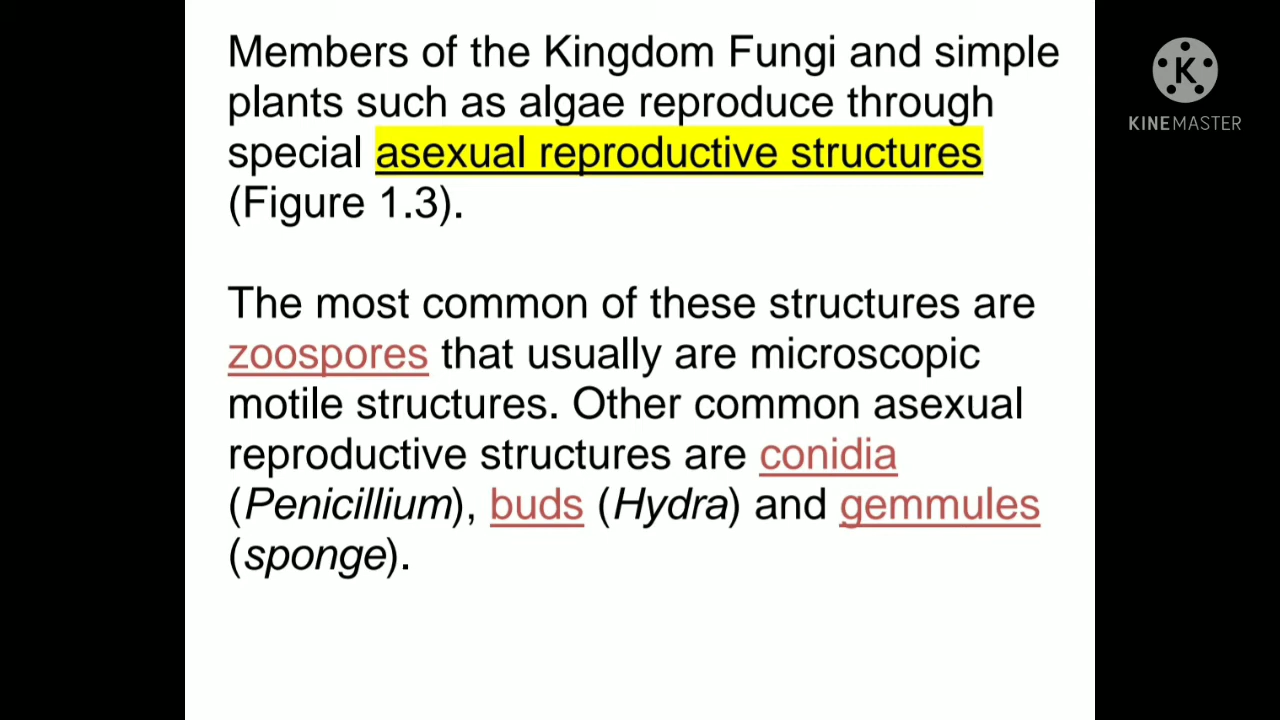 Members of the Kingdom Fungi and simple
plants such as algae reproduce through
special asexual reproductive structures
(Figure 1.3).
The most common of these structures are
zoospores that usually are microscopic
motile structures. Other common asexual
reproductive structures are conidia
(Penicillium), buds (Hydra) and gemmules
(sponge).
K
KINEMASTER